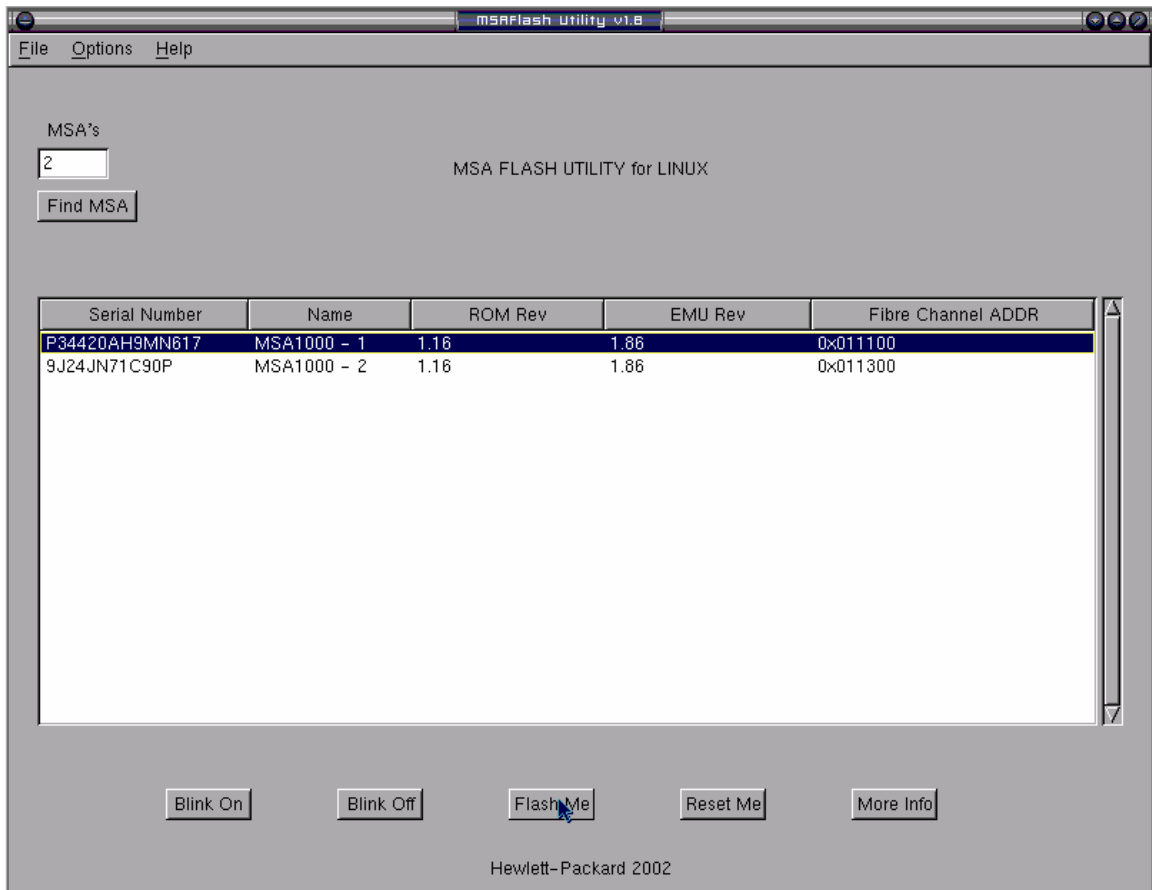 MSAFlash Utility v1.8
File Options Help
MSA's
2
MSA FLASH UTILITY for LINUX
Find MSA
Serial Number Name ROM Rev EMU Rev Fibre Channel ADDR
P34420AH9MN617 MSA1000 - 1 1.16 1.86 0x011100
9J24JN71C90P MSA1000 - 2 1.16 1.86 0x011300
Blink On Blink Off Flash Me Reset Me More Info
Hewlett-Packard 2002